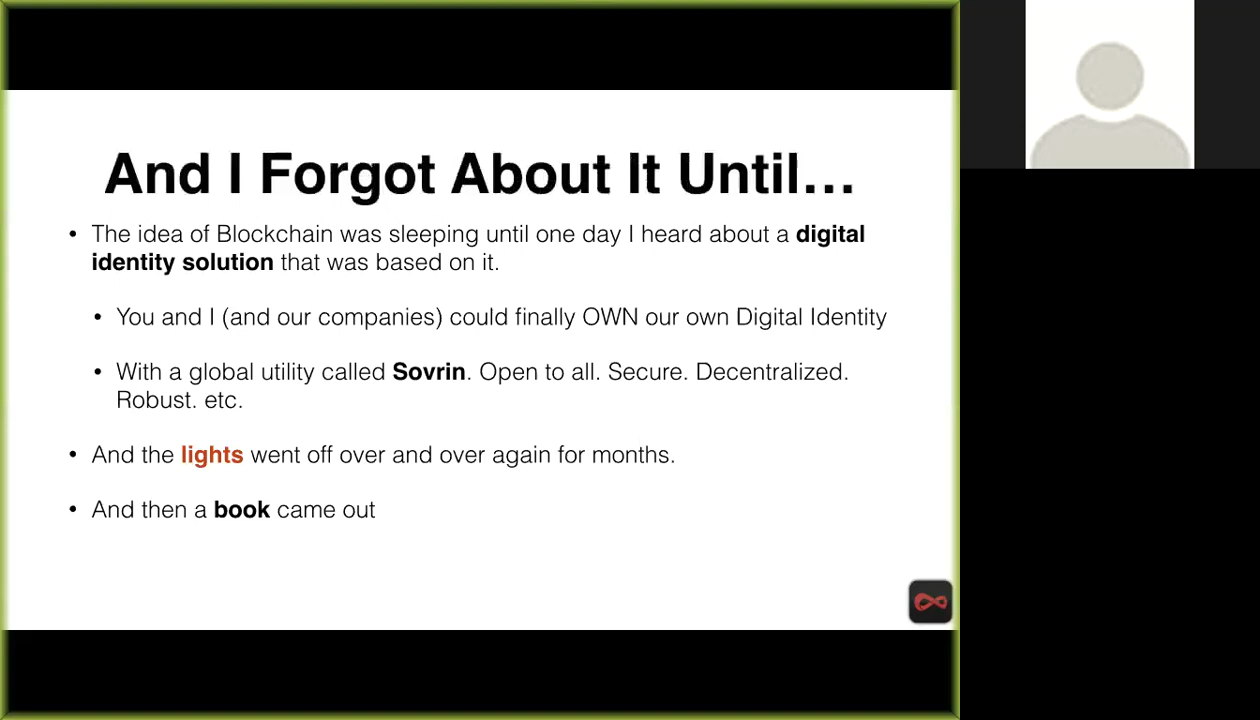 And I Forgot About It Until…
• The idea of Blockchain was sleeping until one day I heard about a digital
identity solution that was based on it.
• You and I (and our companies) could finally OWN our own Digital Identity
• With a global utility called Sovrin. Open to all. Secure. Decentralized.
Robust. etc.
• And the lights went off over and over again for months.
• And then a book came out